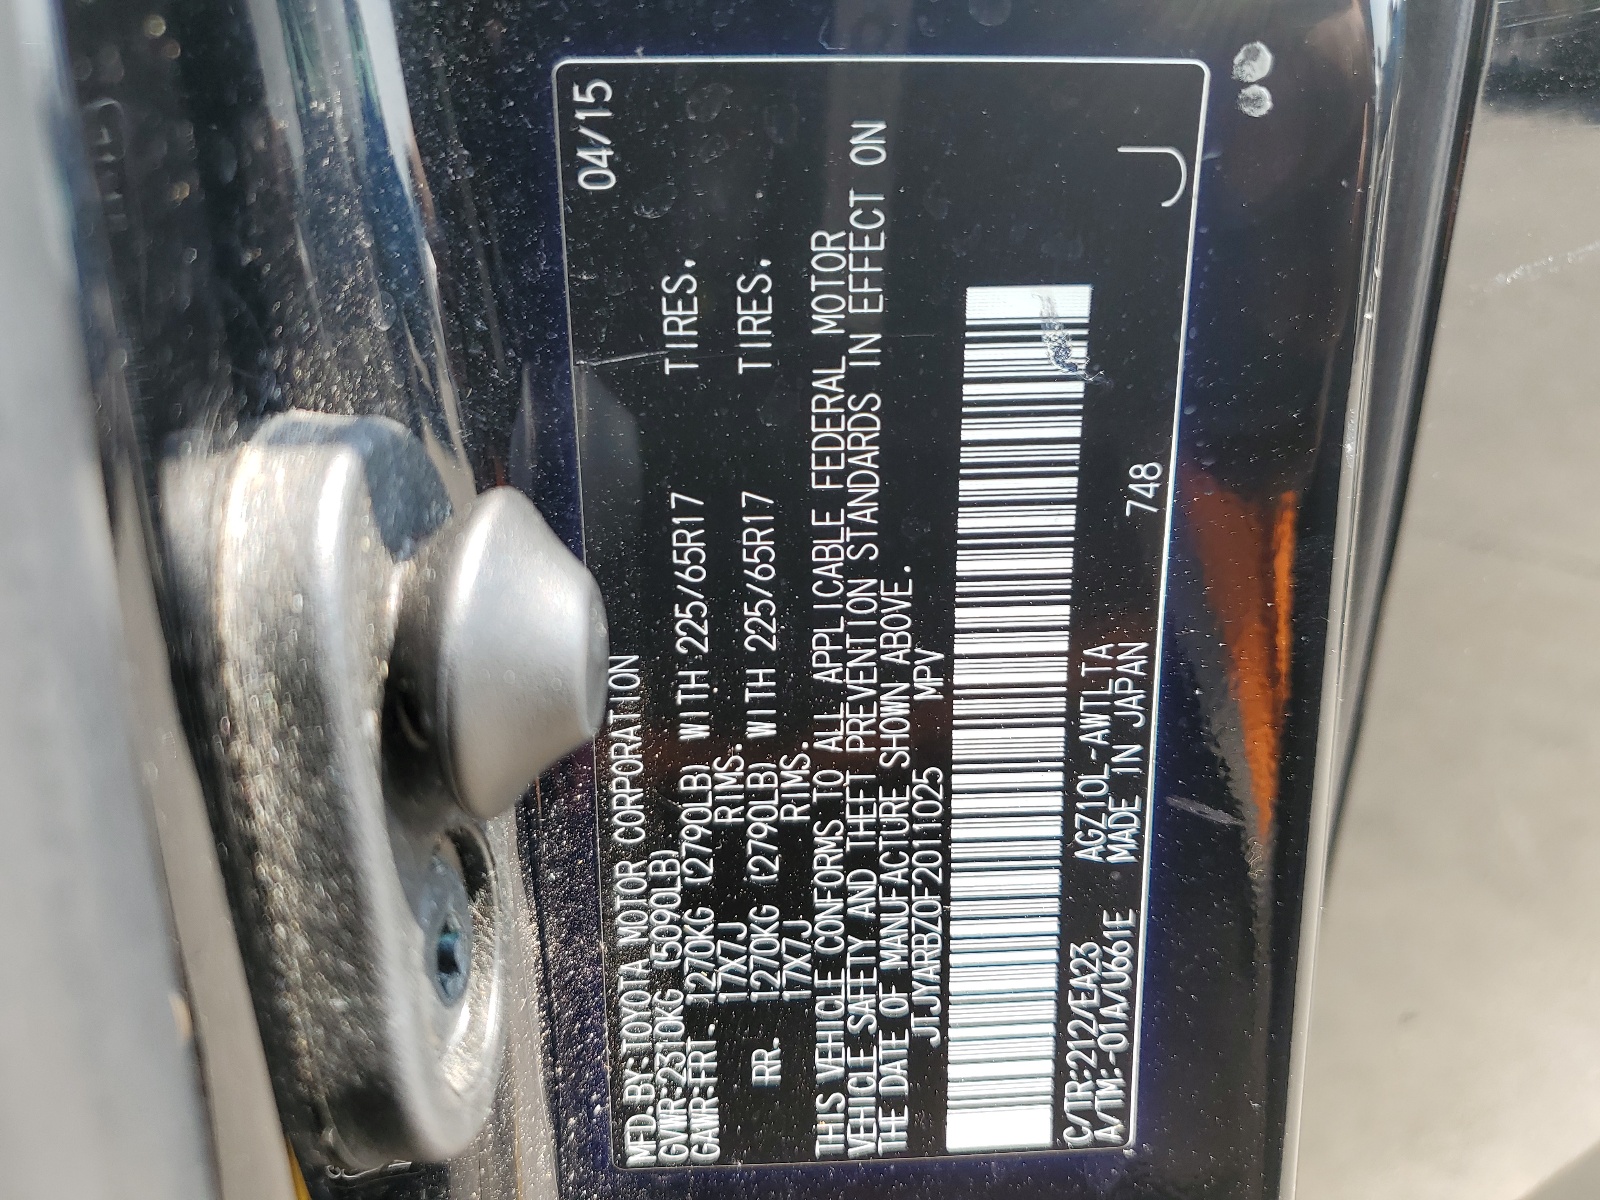 MFD. BY: TOYOTA MOTOR CORPORATION 04/15
GVWR: 2310KG (5090LB)
GAWR: FRT. 1270KG (2790LB) WITH 225/65R17 TIRES,
17X7J RIMS.
RR. 1270KG (2790LB) WITH 225/65R17 TIRES,
17X7J RIMS.
THIS VEHICLE CONFORMS TO ALL APPLICABLE FEDERAL MOTOR
VEHICLE SAFETY AND THEFT PREVENTION STANDARDS IN EFFECT ON
THE DATE OF MANUFACTURE SHOWN ABOVE.
JTJYARBZ0F2011025 MPV
C/TR: 212/EA23 AGZ10L-AWTLTA 748
A/TM: -01A/U661E MADE IN JAPAN
J